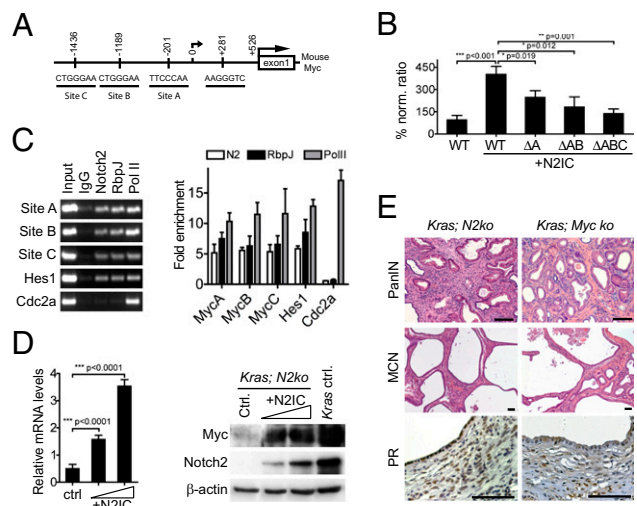 A
-1436
-1189
-201
0
+281
+526
exon1
Mouse
Myc
CTGGGAA
CTGGGAA
TTCCCAA
AAGGGTC
Site C
Site B
Site A
B
** p=0.001
* p=0.012
*** p<0.001
* p=0.019
% norm. ratio
450
300
150
0
WT
WT
ΔA
ΔAB
ΔABC
+N2IC
C
Input
IgG
Notch2
RbpJ
Pol II
Site A
Site B
Site C
Hes1
Cdc2a
N2
RbpJ
PolII
Fold enrichment
20
15
10
5
0
MycA
MycB
MycC
Hes1
Cdc2a
D
Relative mRNA levels
4
3
2
1
0
*** p<0.0001
*** p<0.0001
ctrl
+N2IC
Kras; N2ko
Ctrl.
+N2IC
Kras ctrl.
Myc
Notch2
β-actin
E
Kras; N2ko
Kras; Myc ko
PanIN
MCN
PR